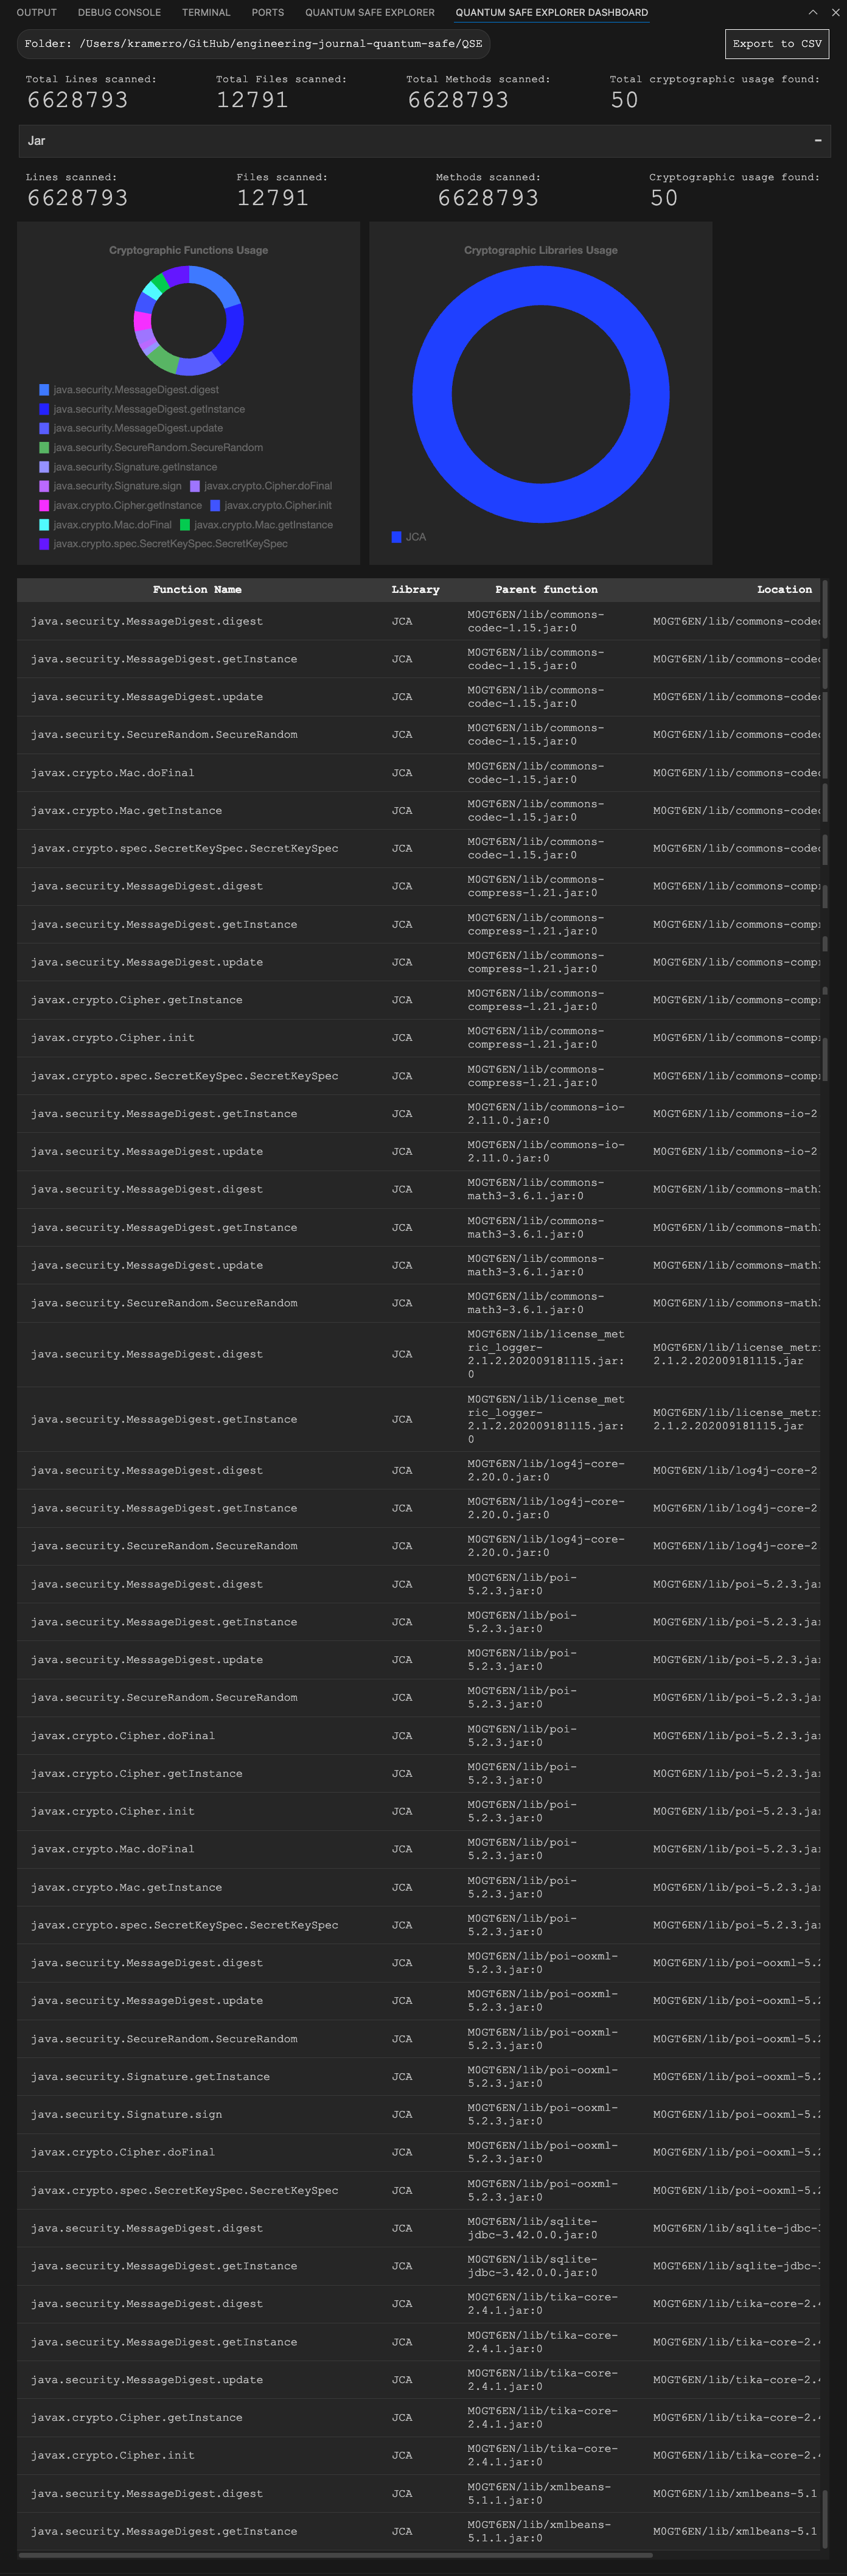 OUTPUT DEBUG CONSOLE TERMINAL PORTS QUANTUM SAFE EXPLORER QUANTUM SAFE EXPLORER DASHBOARD
Folder: /Users/kramerro/GitHub/engineering-journal-quantum-safe/QSE Export to CSV
Total Lines scanned: Total Files scanned: Total Methods scanned: Total cryptographic usage found:
6628793 12791 6628793 50
Jar
Lines scanned: Files scanned: Methods scanned: Cryptographic usage found:
6628793 12791 6628793 50
Cryptographic Functions Usage
java.security.MessageDigest.digest
java.security.MessageDigest.getInstance
java.security.MessageDigest.update
java.security.SecureRandom.SecureRandom
java.security.Signature.getInstance
java.security.Signature.sign javax.crypto.Cipher.doFinal
javax.crypto.Cipher.getInstance javax.crypto.Cipher.init
javax.crypto.Mac.doFinal javax.crypto.Mac.getInstance
javax.crypto.spec.SecretKeySpec.SecretKeySpec
Cryptographic Libraries Usage
JCA
Function Name Library Parent function Location
java.security.MessageDigest.digest JCA M0GT6EN/lib/commons-
codec-1.15.jar:0 M0GT6EN/lib/commons-codec
java.security.MessageDigest.getInstance JCA M0GT6EN/lib/commons-
codec-1.15.jar:0 M0GT6EN/lib/commons-codec
java.security.MessageDigest.update JCA M0GT6EN/lib/commons-
codec-1.15.jar:0 M0GT6EN/lib/commons-codec
java.security.SecureRandom.SecureRandom JCA M0GT6EN/lib/commons-
codec-1.15.jar:0 M0GT6EN/lib/commons-codec
javax.crypto.Mac.doFinal JCA M0GT6EN/lib/commons-
codec-1.15.jar:0 M0GT6EN/lib/commons-codec
javax.crypto.Mac.getInstance JCA M0GT6EN/lib/commons-
codec-1.15.jar:0 M0GT6EN/lib/commons-codec
javax.crypto.spec.SecretKeySpec.SecretKeySpec JCA M0GT6EN/lib/commons-
codec-1.15.jar:0 M0GT6EN/lib/commons-codec
java.security.MessageDigest.digest JCA M0GT6EN/lib/commons-
compress-1.21.jar:0 M0GT6EN/lib/commons-compr
java.security.MessageDigest.getInstance JCA M0GT6EN/lib/commons-
compress-1.21.jar:0 M0GT6EN/lib/commons-compr
java.security.MessageDigest.update JCA M0GT6EN/lib/commons-
compress-1.21.jar:0 M0GT6EN/lib/commons-compr
javax.crypto.Cipher.getInstance JCA M0GT6EN/lib/commons-
compress-1.21.jar:0 M0GT6EN/lib/commons-compr
javax.crypto.Cipher.init JCA M0GT6EN/lib/commons-
compress-1.21.jar:0 M0GT6EN/lib/commons-compr
javax.crypto.spec.SecretKeySpec.SecretKeySpec JCA M0GT6EN/lib/commons-
compress-1.21.jar:0 M0GT6EN/lib/commons-compr
java.security.MessageDigest.getInstance JCA M0GT6EN/lib/commons-io-
2.11.0.jar:0 M0GT6EN/lib/commons-io-2
java.security.MessageDigest.update JCA M0GT6EN/lib/commons-io-
2.11.0.jar:0 M0GT6EN/lib/commons-io-2
java.security.MessageDigest.digest JCA M0GT6EN/lib/commons-
math3-3.6.1.jar:0 M0GT6EN/lib/commons-math3
java.security.MessageDigest.getInstance JCA M0GT6EN/lib/commons-
math3-3.6.1.jar:0 M0GT6EN/lib/commons-math3
java.security.MessageDigest.update JCA M0GT6EN/lib/commons-
math3-3.6.1.jar:0 M0GT6EN/lib/commons-math3
java.security.SecureRandom.SecureRandom JCA M0GT6EN/lib/commons-
math3-3.6.1.jar:0 M0GT6EN/lib/commons-math3
java.security.MessageDigest.digest JCA M0GT6EN/lib/license_met
ric_logger- M0GT6EN/lib/license_metri
2.1.2.202009181115.jar: 2.1.2.202009181115.jar
0
java.security.MessageDigest.getInstance JCA M0GT6EN/lib/license_met
ric_logger- M0GT6EN/lib/license_metri
2.1.2.202009181115.jar: 2.1.2.202009181115.jar
0
java.security.MessageDigest.digest JCA M0GT6EN/lib/log4j-core-
2.20.0.jar:0 M0GT6EN/lib/log4j-core-2
java.security.MessageDigest.getInstance JCA M0GT6EN/lib/log4j-core-
2.20.0.jar:0 M0GT6EN/lib/log4j-core-2
java.security.SecureRandom.SecureRandom JCA M0GT6EN/lib/log4j-core-
2.20.0.jar:0 M0GT6EN/lib/log4j-core-2
java.security.MessageDigest.digest JCA M0GT6EN/lib/poi-
5.2.3.jar:0 M0GT6EN/lib/poi-5.2.3.jar
java.security.MessageDigest.getInstance JCA M0GT6EN/lib/poi-
5.2.3.jar:0 M0GT6EN/lib/poi-5.2.3.jar
java.security.MessageDigest.update JCA M0GT6EN/lib/poi-
5.2.3.jar:0 M0GT6EN/lib/poi-5.2.3.jar
java.security.SecureRandom.SecureRandom JCA M0GT6EN/lib/poi-
5.2.3.jar:0 M0GT6EN/lib/poi-5.2.3.jar
javax.crypto.Cipher.doFinal JCA M0GT6EN/lib/poi-
5.2.3.jar:0 M0GT6EN/lib/poi-5.2.3.jar
javax.crypto.Cipher.getInstance JCA M0GT6EN/lib/poi-
5.2.3.jar:0 M0GT6EN/lib/poi-5.2.3.jar
javax.crypto.Cipher.init JCA M0GT6EN/lib/poi-
5.2.3.jar:0 M0GT6EN/lib/poi-5.2.3.jar
javax.crypto.Mac.doFinal JCA M0GT6EN/lib/poi-
5.2.3.jar:0 M0GT6EN/lib/poi-5.2.3.jar
javax.crypto.Mac.getInstance JCA M0GT6EN/lib/poi-
5.2.3.jar:0 M0GT6EN/lib/poi-5.2.3.jar
javax.crypto.spec.SecretKeySpec.SecretKeySpec JCA M0GT6EN/lib/poi-
5.2.3.jar:0 M0GT6EN/lib/poi-5.2.3.jar
java.security.MessageDigest.digest JCA M0GT6EN/lib/poi-ooxml-
5.2.3.jar:0 M0GT6EN/lib/poi-ooxml-5.2
java.security.MessageDigest.update JCA M0GT6EN/lib/poi-ooxml-
5.2.3.jar:0 M0GT6EN/lib/poi-ooxml-5.2
java.security.SecureRandom.SecureRandom JCA M0GT6EN/lib/poi-ooxml-
5.2.3.jar:0 M0GT6EN/lib/poi-ooxml-5.2
java.security.Signature.getInstance JCA M0GT6EN/lib/poi-ooxml-
5.2.3.jar:0 M0GT6EN/lib/poi-ooxml-5.2
java.security.Signature.sign JCA M0GT6EN/lib/poi-ooxml-
5.2.3.jar:0 M0GT6EN/lib/poi-ooxml-5.2
javax.crypto.Cipher.doFinal JCA M0GT6EN/lib/poi-ooxml-
5.2.3.jar:0 M0GT6EN/lib/poi-ooxml-5.2
javax.crypto.spec.SecretKeySpec.SecretKeySpec JCA M0GT6EN/lib/poi-ooxml-
5.2.3.jar:0 M0GT6EN/lib/poi-ooxml-5.2
java.security.MessageDigest.digest JCA M0GT6EN/lib/sqlite-
jdbc-3.42.0.0.jar:0 M0GT6EN/lib/sqlite-jdbc-3
java.security.MessageDigest.getInstance JCA M0GT6EN/lib/sqlite-
jdbc-3.42.0.0.jar:0 M0GT6EN/lib/sqlite-jdbc-3
java.security.MessageDigest.digest JCA M0GT6EN/lib/tika-core-
2.4.1.jar:0 M0GT6EN/lib/tika-core-2.4
java.security.MessageDigest.getInstance JCA M0GT6EN/lib/tika-core-
2.4.1.jar:0 M0GT6EN/lib/tika-core-2.4
java.security.MessageDigest.update JCA M0GT6EN/lib/tika-core-
2.4.1.jar:0 M0GT6EN/lib/tika-core-2.4
javax.crypto.Cipher.getInstance JCA M0GT6EN/lib/tika-core-
2.4.1.jar:0 M0GT6EN/lib/tika-core-2.4
javax.crypto.Cipher.init JCA M0GT6EN/lib/tika-core-
2.4.1.jar:0 M0GT6EN/lib/tika-core-2.4
java.security.MessageDigest.digest JCA M0GT6EN/lib/xmlbeans-
5.1.1.jar:0 M0GT6EN/lib/xmlbeans-5.1
java.security.MessageDigest.getInstance JCA M0GT6EN/lib/xmlbeans-
5.1.1.jar:0 M0GT6EN/lib/xmlbeans-5.1